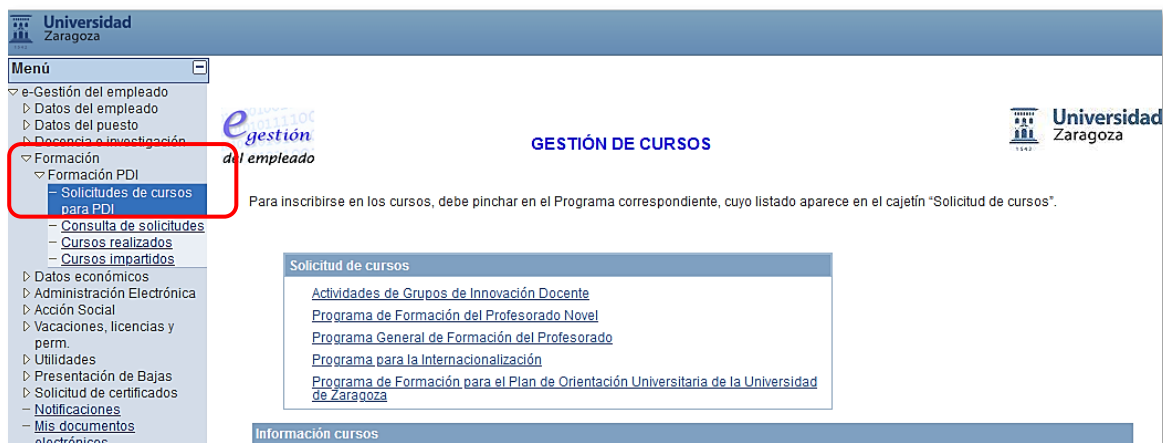 Universidad
Zaragoza
1542
Menú
e-Gestión del empleado
Datos del empleado
Datos del puesto
Docencia e investigación
Formación
Formación PDI
Solicitudes de cursos
para PDI
Consulta de solicitudes
Cursos realizados
Cursos impartidos
Datos económicos
Administración Electrónica
Acción Social
Vacaciones, licencias y
perm.
Utilidades
Presentación de Bajas
Solicitud de certificados
Notificaciones
Mis documentos
electrónicos
e gestión
del empleado
GESTIÓN DE CURSOS
Universidad
Zaragoza
1542
Para inscribirse en los cursos, debe pinchar en el Programa correspondiente, cuyo listado aparece en el cajetín “Solicitud de cursos”.
Solicitud de cursos
Actividades de Grupos de Innovación Docente
Programa de Formación del Profesorado Novel
Programa General de Formación del Profesorado
Programa para la Internacionalización
Programa de Formación para el Plan de Orientación Universitaria de la Universidad
de Zaragoza
Información cursos